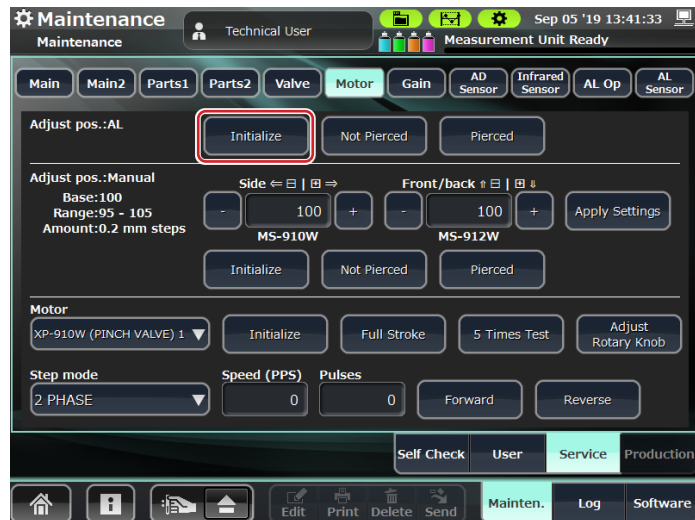 Maintenance
Maintenance
Technical User
Sep 05 '19 13:41:33
Measurement Unit Ready
Main
Main2
Parts1
Parts2
Valve
Motor
Gain
AD
Sensor
Infrared
Sensor
AL Op
AL
Sensor
Adjust pos.:AL
Initialize
Not Pierced
Pierced
Adjust pos.:Manual
Base:100
Range:95 - 105
Amount:0.2 mm steps
Side ⇐ ⊟ | ⊞ ⇒
Front/back ⇑ ⊟ | ⊞ ⇓
- 100 +
- 100 +
Apply Settings
MS-910W
MS-912W
Initialize
Not Pierced
Pierced
Motor
XP-910W (PINCH VALVE) 1 ▼
Initialize
Full Stroke
5 Times Test
Adjust
Rotary Knob
Step mode
2 PHASE ▼
Speed (PPS)
0
Pulses
0
Forward
Reverse
Self Check
User
Service
Production
Edit
Print
Delete
Send
Mainten.
Log
Software